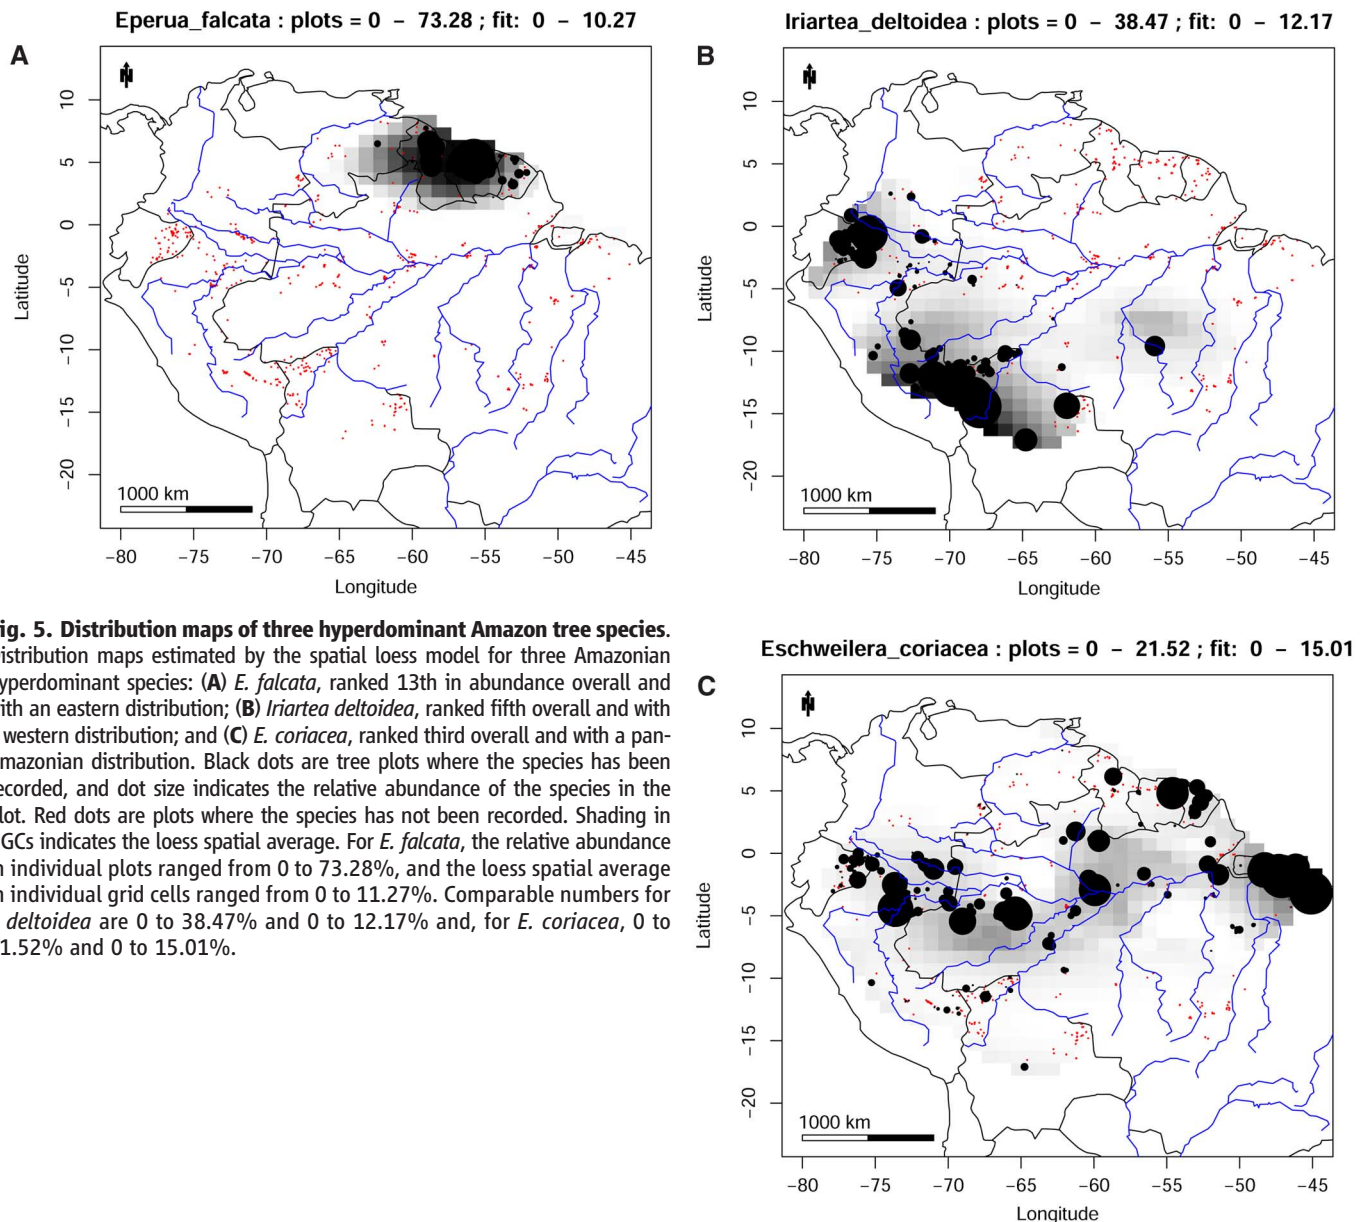 Eperua_falcata : plots = 0 − 73.28 ; fit: 0 − 10.27
A
N
10
5
0
−5
−10
−15
−20
Latitude
1000 km
−80 −75 −70 −65 −60 −55 −50 −45
Longitude
Iriartea_deltoidea : plots = 0 − 38.47 ; fit: 0 − 12.17
B
N
10
5
0
−5
−10
−15
−20
Latitude
1000 km
−80 −75 −70 −65 −60 −55 −50 −45
Longitude
ig. 5. Distribution maps of three hyperdominant Amazon tree species.
istribution maps estimated by the spatial loess model for three Amazonian
yperdominant species: (A) E. falcata, ranked 13th in abundance overall and
ith an eastern distribution; (B) Iriartea deltoidea, ranked fifth overall and with
western distribution; and (C) E. coriacea, ranked third overall and with a pan-
mazonian distribution. Black dots are tree plots where the species has been
ecorded, and dot size indicates the relative abundance of the species in the
lot. Red dots are plots where the species has not been recorded. Shading in
GCs indicates the loess spatial average. For E. falcata, the relative abundance
n individual plots ranged from 0 to 73.28%, and the loess spatial average
n individual grid cells ranged from 0 to 11.27%. Comparable numbers for
deltoidea are 0 to 38.47% and 0 to 12.17% and, for E. coriacea, 0 to
1.52% and 0 to 15.01%.
Eschweilera_coriacea : plots = 0 − 21.52 ; fit: 0 − 15.01
C
N
10
5
0
−5
−10
−15
−20
Latitude
1000 km
−80 −75 −70 −65 −60 −55 −50 −45
Longitude